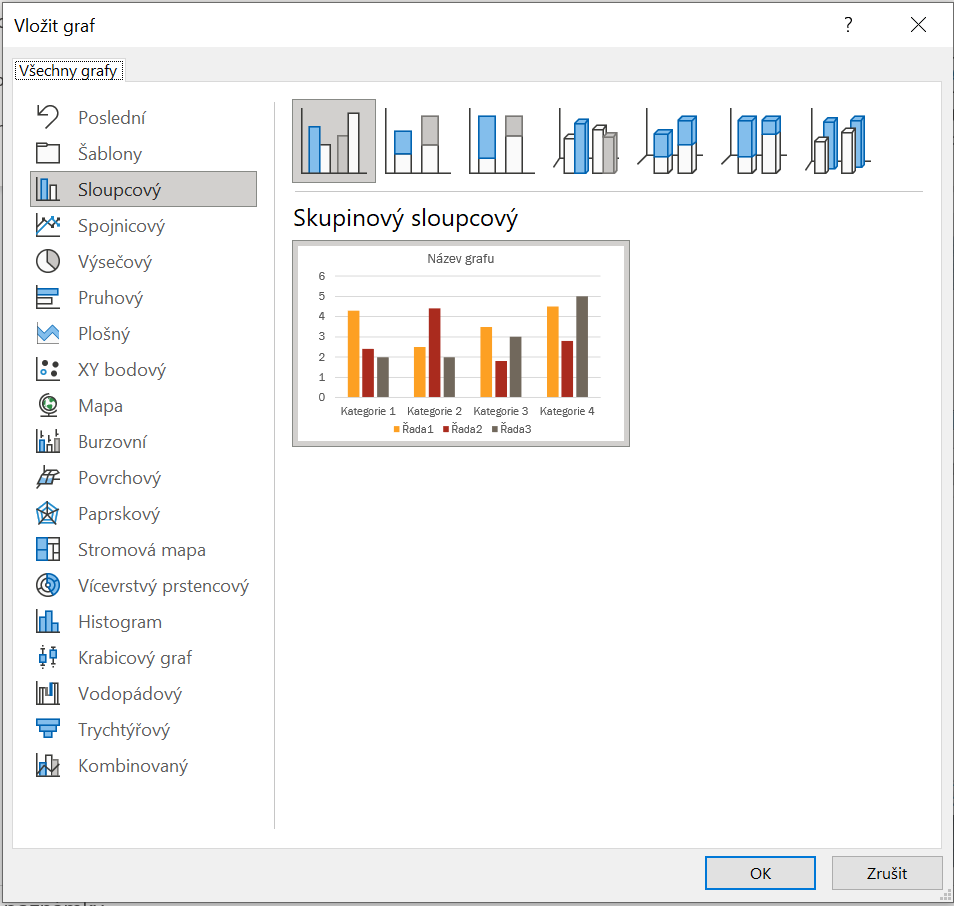 Vložit graf
?
Všechny grafy
Poslední
Šablony
Sloupcový
Spojnicový
Výsečový
Pruhový
Plošný
XY bodový
Mapa
Burzovní
Povrchový
Paprskový
Stromová mapa
Vícevrstvý prstencový
Histogram
Krabicový graf
Vodopádový
Trychtýřový
Kombinovaný
Skupinový sloupcový
Název grafu
6
5
4
3
2
1
0
Kategorie 1 Kategorie 2 Kategorie 3 Kategorie 4
Řada1 Řada2 Řada3
OK Zrušit